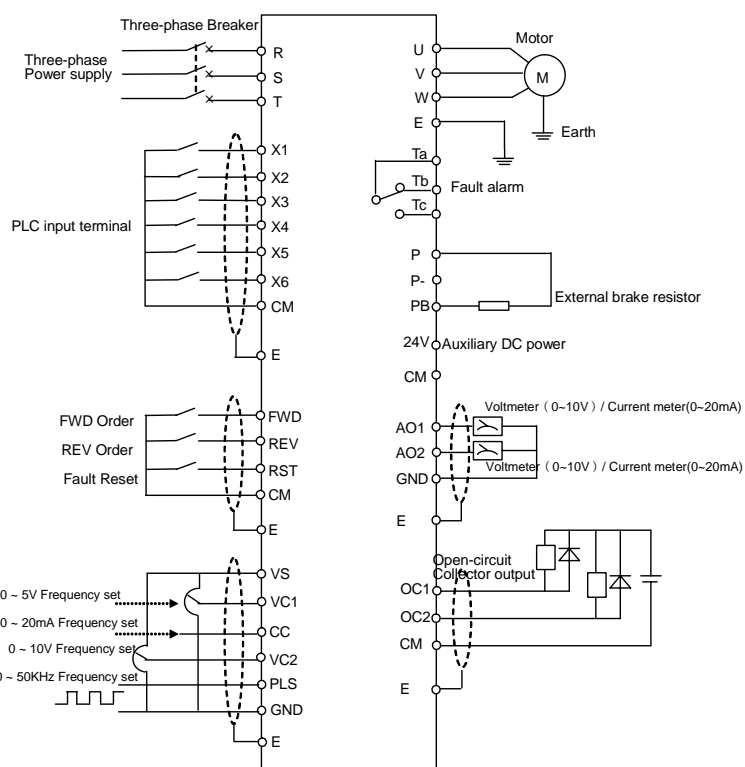 Three-phase Breaker
Three-phase
Power supply
R
S
T
X1
X2
X3
X4
X5
X6
CM
E
PLC input terminal
FWD Order
REV Order
Fault Reset
FWD
REV
RST
CM
E
0 ~ 5V Frequency set
0 ~ 20mA Frequency set
0 ~ 10V Frequency set
0 ~ 50KHz Frequency set
VS
VC1
CC
VC2
PLS
GND
E
U
V
W
E
Motor
M
Earth
Ta
Tb
Tc
Fault alarm
P
P-
PB
External brake resistor
24V Auxiliary DC power
CM
AO1
AO2
GND
E
Voltmeter（0~10V）/ Current meter(0~20mA)
Voltmeter（0~10V）/ Current meter(0~20mA)
Open-circuit
Collector output
OC1
OC2
CM
E